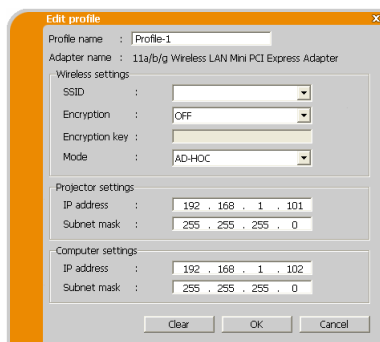 Edit profile x
Profile name : Profile-1
Adapter name : 11a/b/g Wireless LAN Mini PCI Express Adapter
Wireless settings
SSID :
Encryption : OFF
Encryption key :
Mode : AD-HOC
Projector settings
IP address : 192 . 168 . 1 . 101
Subnet mask : 255 . 255 . 255 . 0
Computer settings
IP address : 192 . 168 . 1 . 102
Subnet mask : 255 . 255 . 255 . 0
Clear OK Cancel